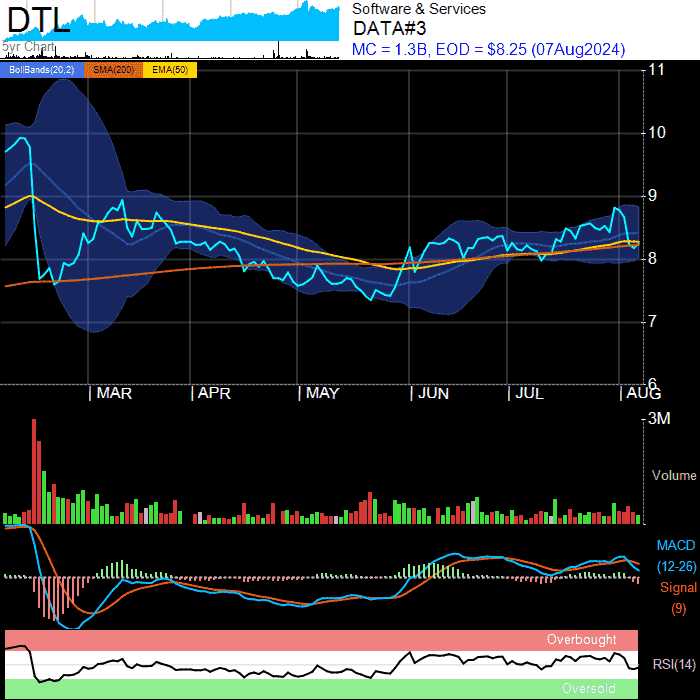 DTL
5yr Chart
Software & Services
DATA#3
MC = 1.3B, EOD = $8.25 (07Aug2024)
BollBands(20,2) SMA(200) EMA(50)
11
10
9
8
7
6
MAR APR MAY JUN JUL AUG
3M
Volume
MACD
(12-26)
Signal
(9)
Overbought
RSI(14)
Oversold